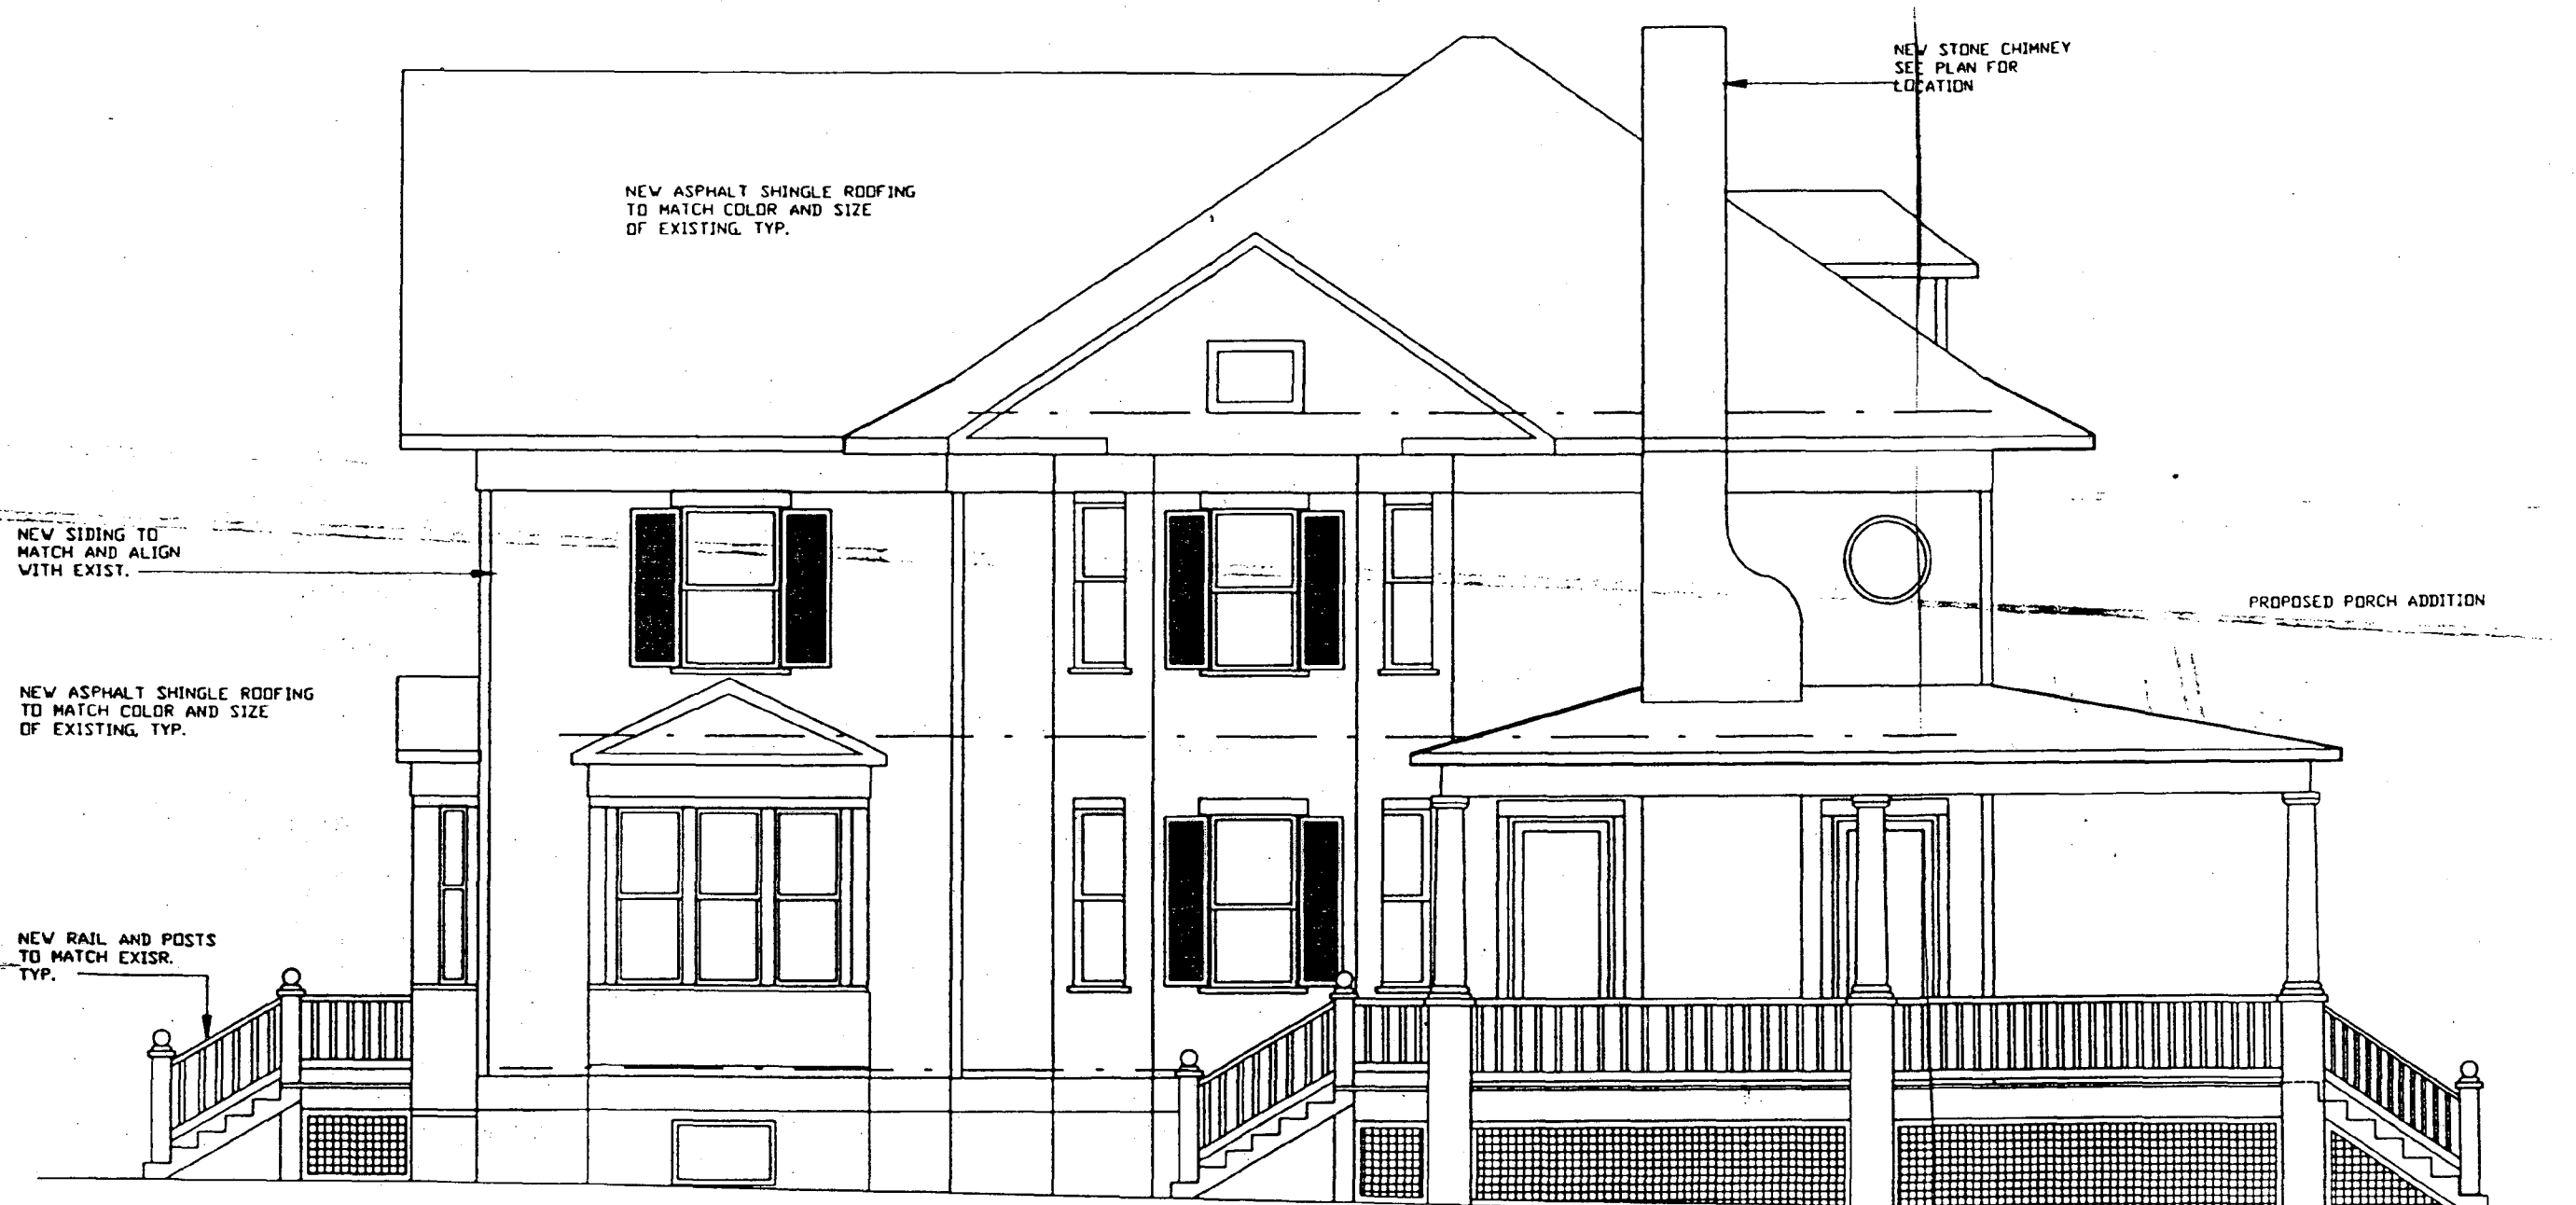 NEW STONE CHIMNEY
SEE PLAN FOR
LOCATION
NEW ASPHALT SHINGLE ROOFING
TO MATCH COLOR AND SIZE
OF EXISTING, TYP.
NEW SIDING TO
MATCH AND ALIGN
WITH EXIST.
PROPOSED PORCH ADDITION
NEW ASPHALT SHINGLE ROOFING
TO MATCH COLOR AND SIZE
OF EXISTING, TYP.
NEW RAIL AND POSTS
TO MATCH EXISR.
TYP.